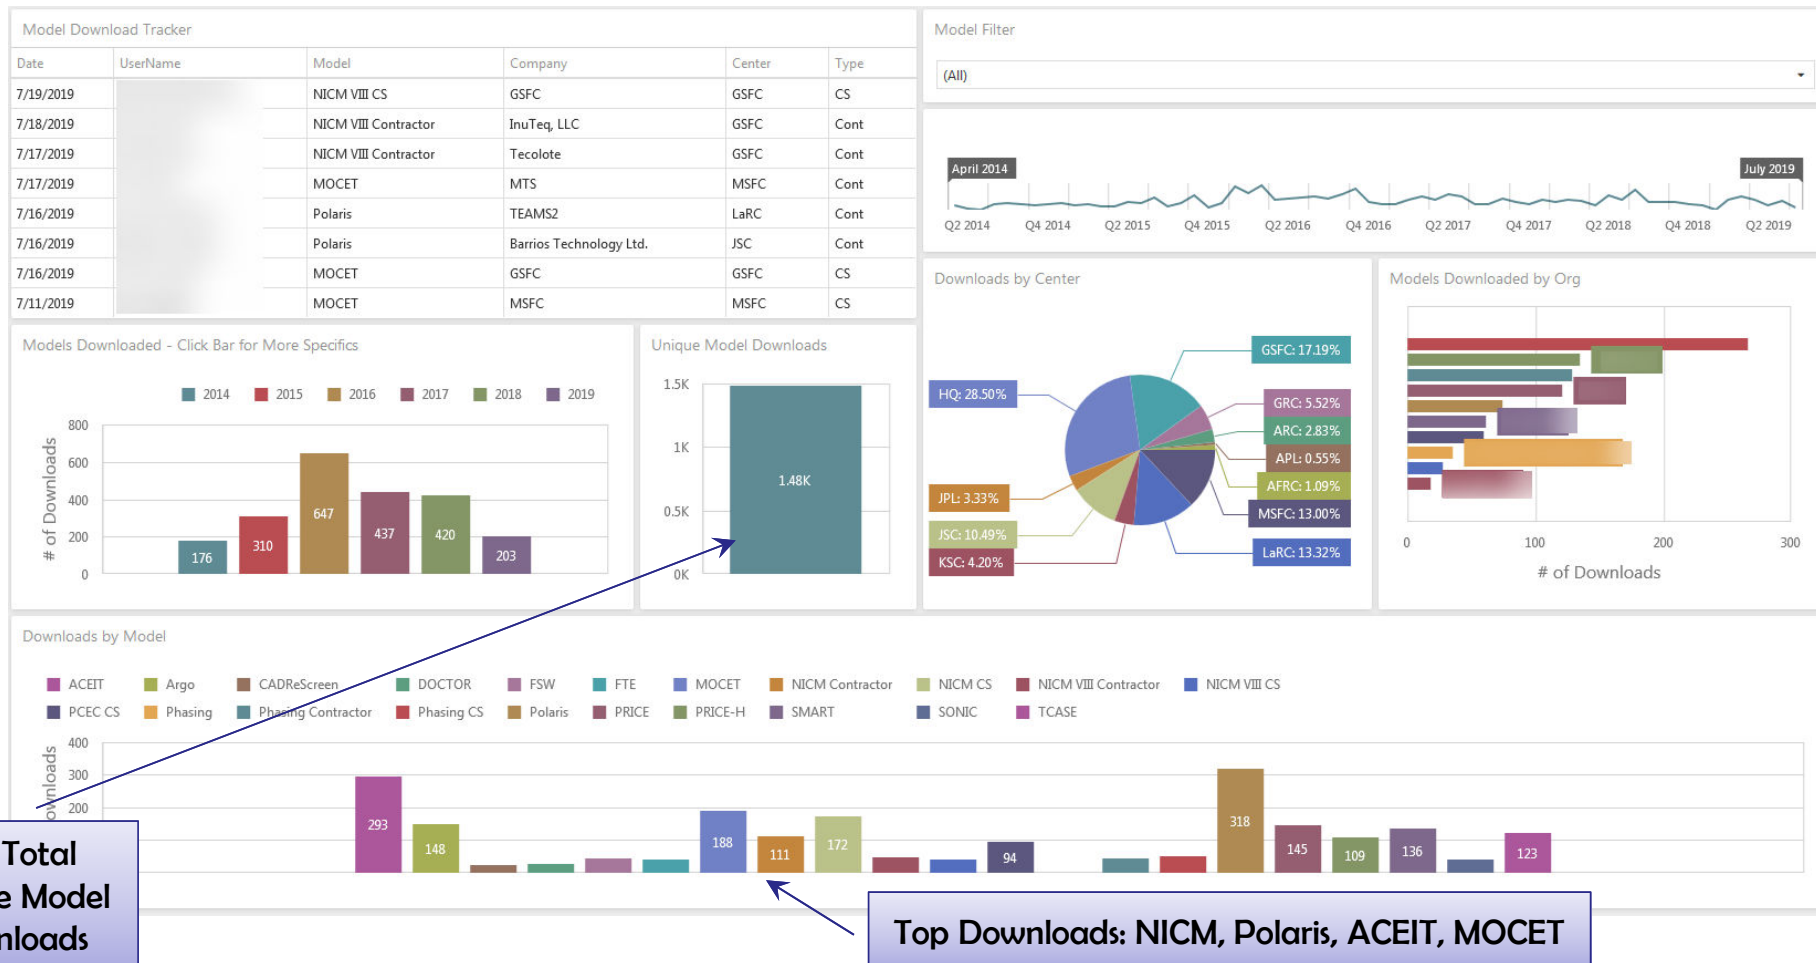 Model Download Tracker
Date UserName Model Company Center Type
7/19/2019 NICM VIII CS GSFC GSFC CS
7/18/2019 NICM VIII Contractor InuTeq, LLC GSFC Cont
7/17/2019 NICM VIII Contractor Tecolote GSFC Cont
7/17/2019 MOCET MTS MSFC Cont
7/16/2019 Polaris TEAMS2 LaRC Cont
7/16/2019 Polaris Barrios Technology Ltd. JSC Cont
7/16/2019 MOCET GSFC GSFC CS
7/11/2019 MOCET MSFC MSFC CS
Model Filter
(All)
April 2014 July 2019
Q2 2014 Q4 2014 Q2 2015 Q4 2015 Q2 2016 Q4 2016 Q2 2017 Q4 2017 Q2 2018 Q4 2018 Q2 2019
Models Downloaded - Click Bar for More Specifics
2014 2015 2016 2017 2018 2019
# of Downloads
800
600
400
200
0
176 310 647 437 420 203
Unique Model Downloads
1.5K
1K
0.5K
0K
1.48K
Downloads by Center
GSFC: 17.19%
HQ: 28.50%
GRC: 5.52%
ARC: 2.83%
APL: 0.55%
AFRC: 1.09%
JPL: 3.33%
MSFC: 13.00%
JSC: 10.49%
LaRC: 13.32%
KSC: 4.20%
Models Downloaded by Org
0 100 200 300
# of Downloads
Downloads by Model
ACEIT Argo CADReScreen DOCTOR FSW FTE MOCET NICM Contractor NICM CS NICM VIII Contractor NICM VIII CS
PCEC CS Phasing Phasing Contractor Phasing CS Polaris PRICE PRICE-H SMART SONIC TCASE
400
300
200
ownloads
293 148 188 111 172 94 318 145 109 136 123
Total
e Model
nloads
Top Downloads: NICM, Polaris, ACEIT, MOCET